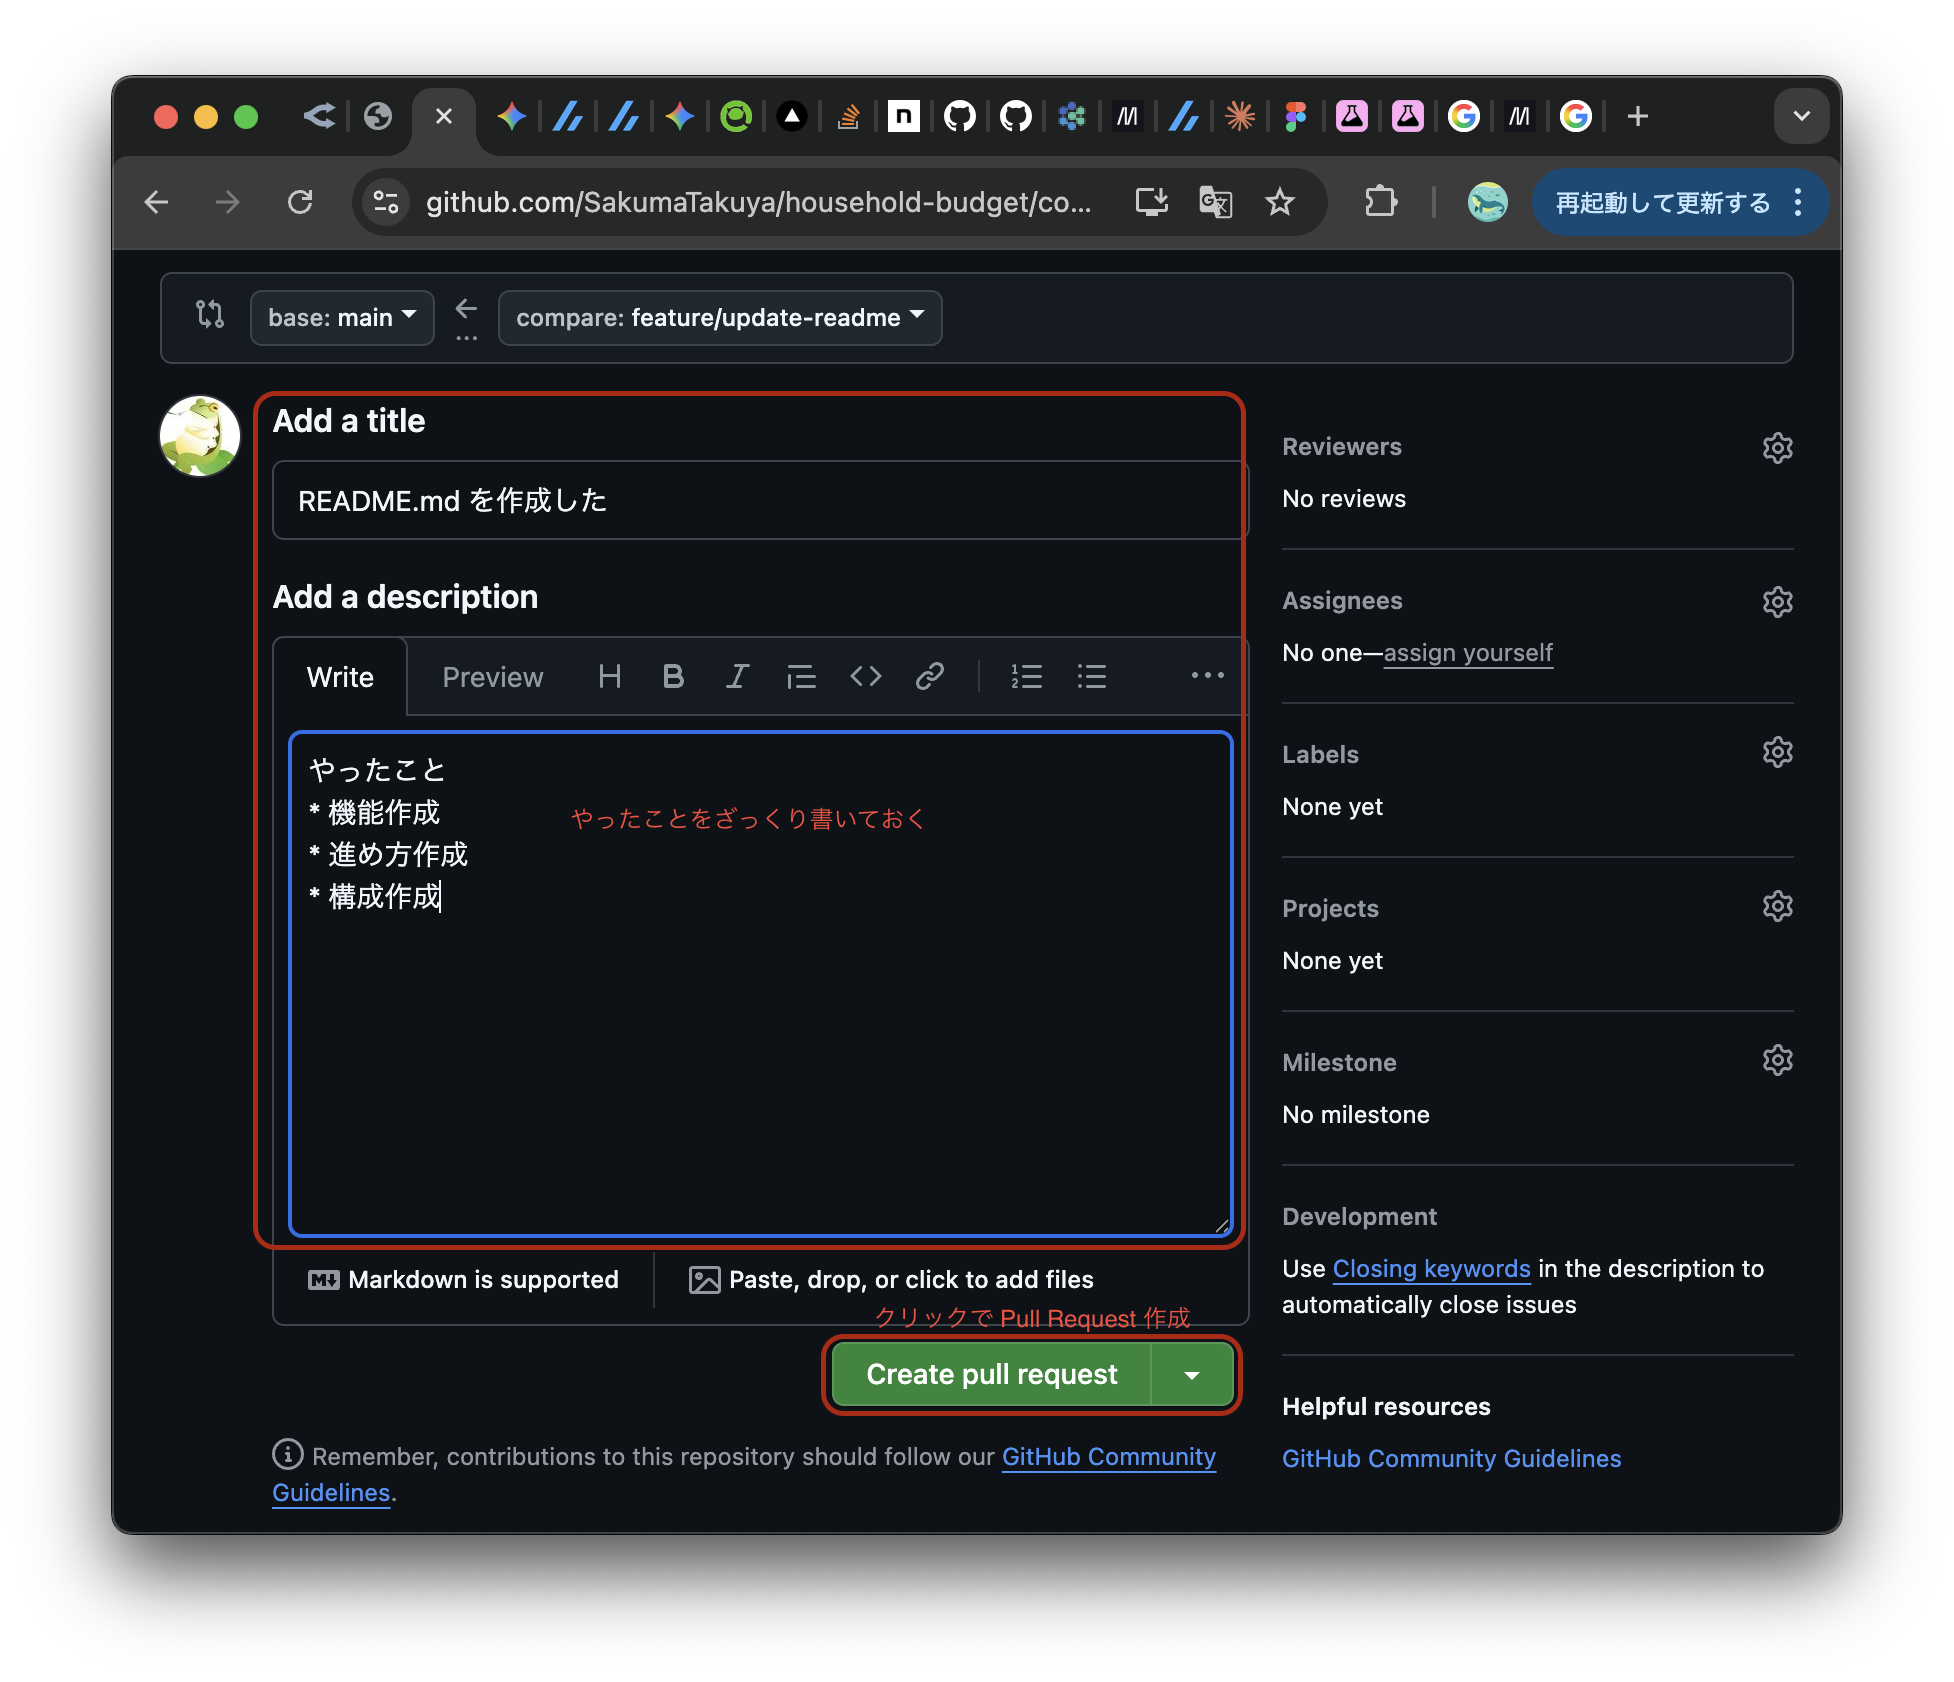 github.com/SakumaTakuya/household-budget/co...
再起動して更新する
base: main
compare: feature/update-readme
Add a title
README.md を作成した
Add a description
Write Preview
やったこと
* 機能作成
* 進め方作成
* 構成作成
やったことをざっくり書いておく
Markdown is supported
Paste, drop, or click to add files
クリックで Pull Request 作成
Create pull request
Remember, contributions to this repository should follow our GitHub Community
Guidelines.
Reviewers
No reviews
Assignees
No one—assign yourself
Labels
None yet
Projects
None yet
Milestone
No milestone
Development
Use Closing keywords in the description to
automatically close issues
Helpful resources
GitHub Community Guidelines